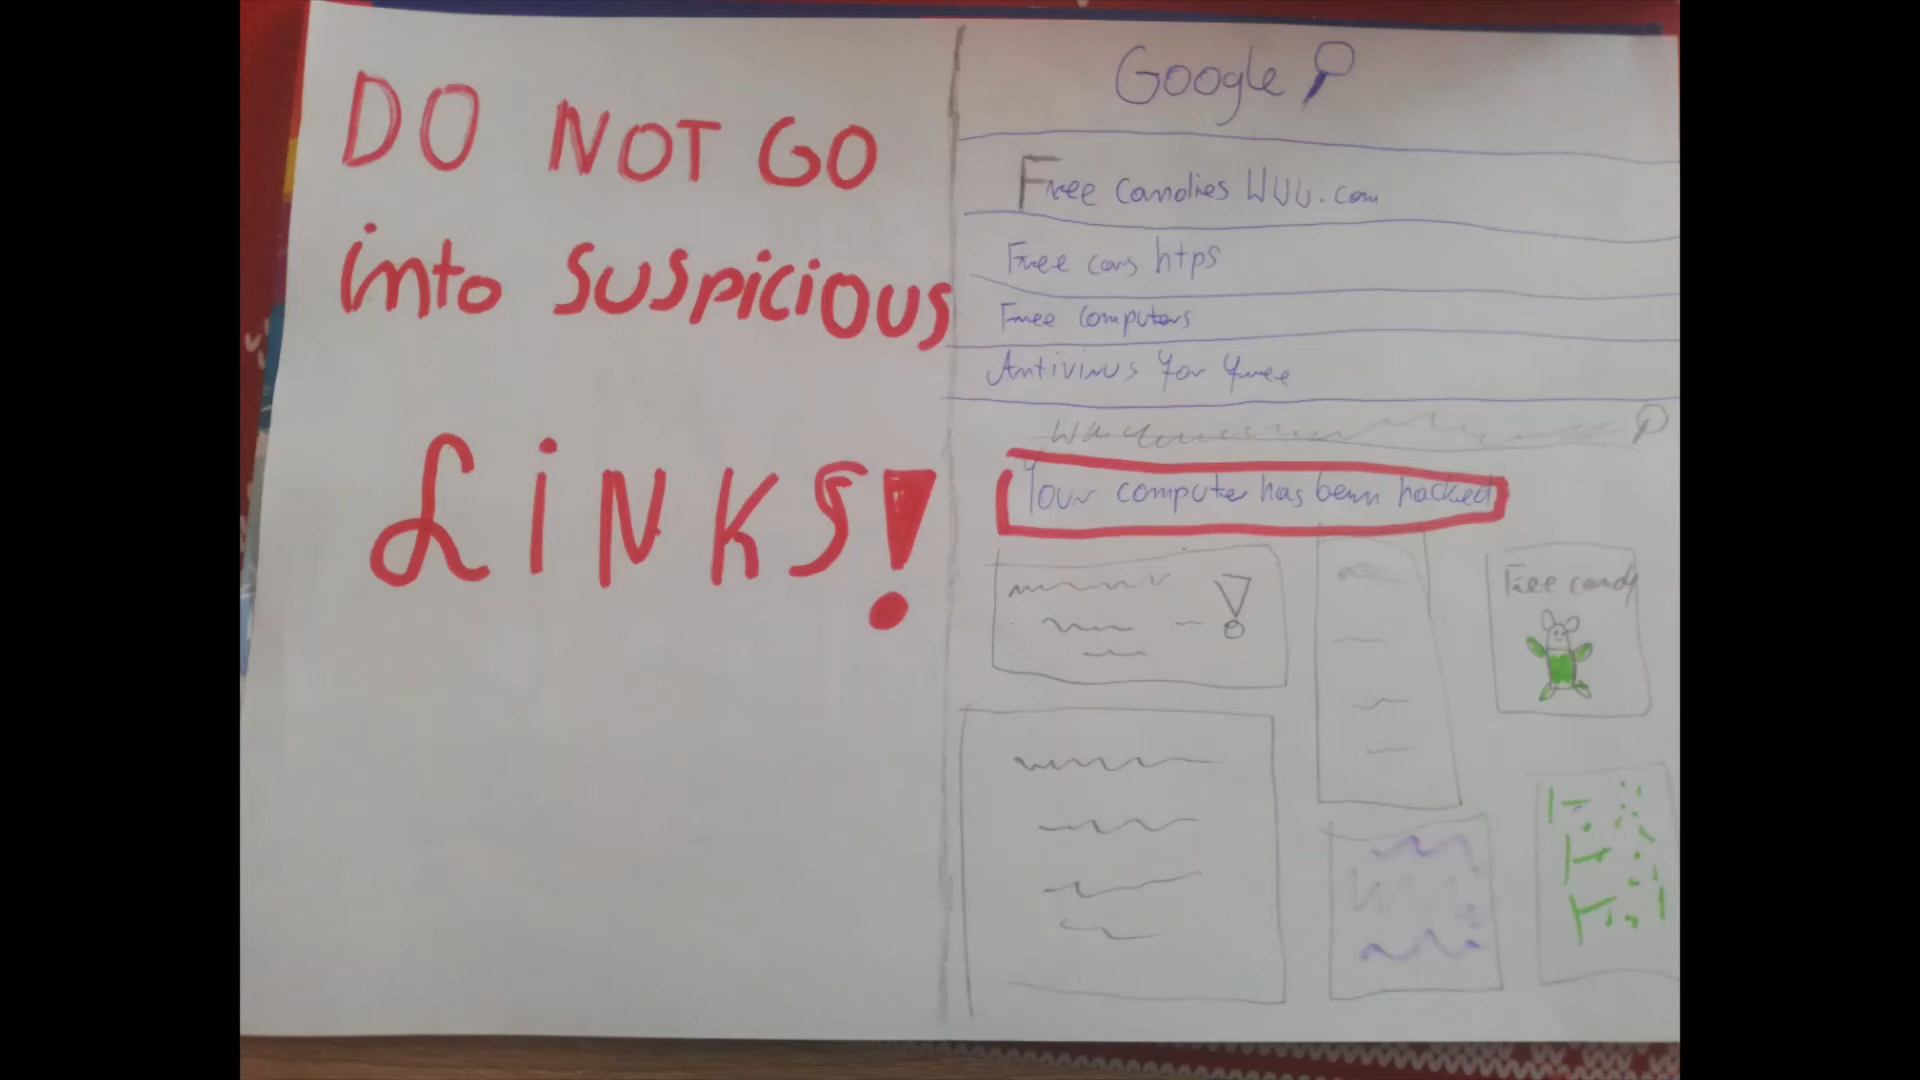 DO NOT GO
into SUSPICIOUS
LINKS!
Google
Free candies WUU.com
Free cars htps
Free computers
Antivirus for free
Your computer has been hacked
!
Free candy